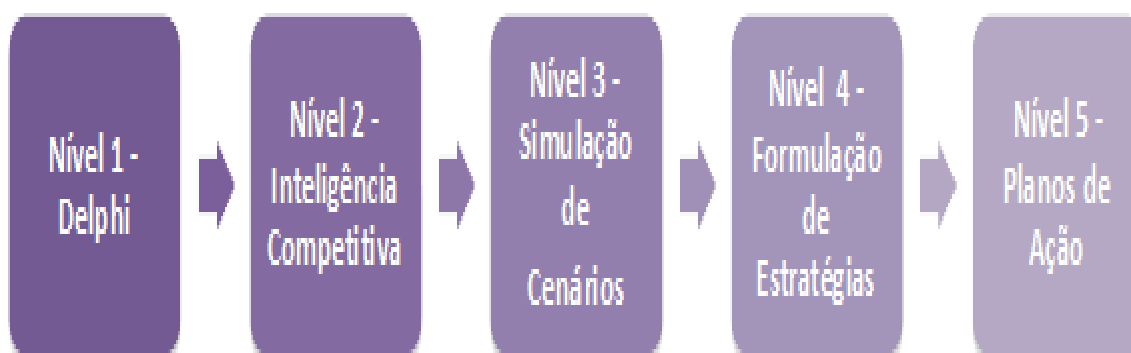 Nível 1 -
Delphi
Nível 2 -
Inteligência
Competitiva
Nível 3 -
Simulação
de
Cenários
Nível 4 -
Formulação
de
Estratégias
Nível 5 -
Planos de
Ação